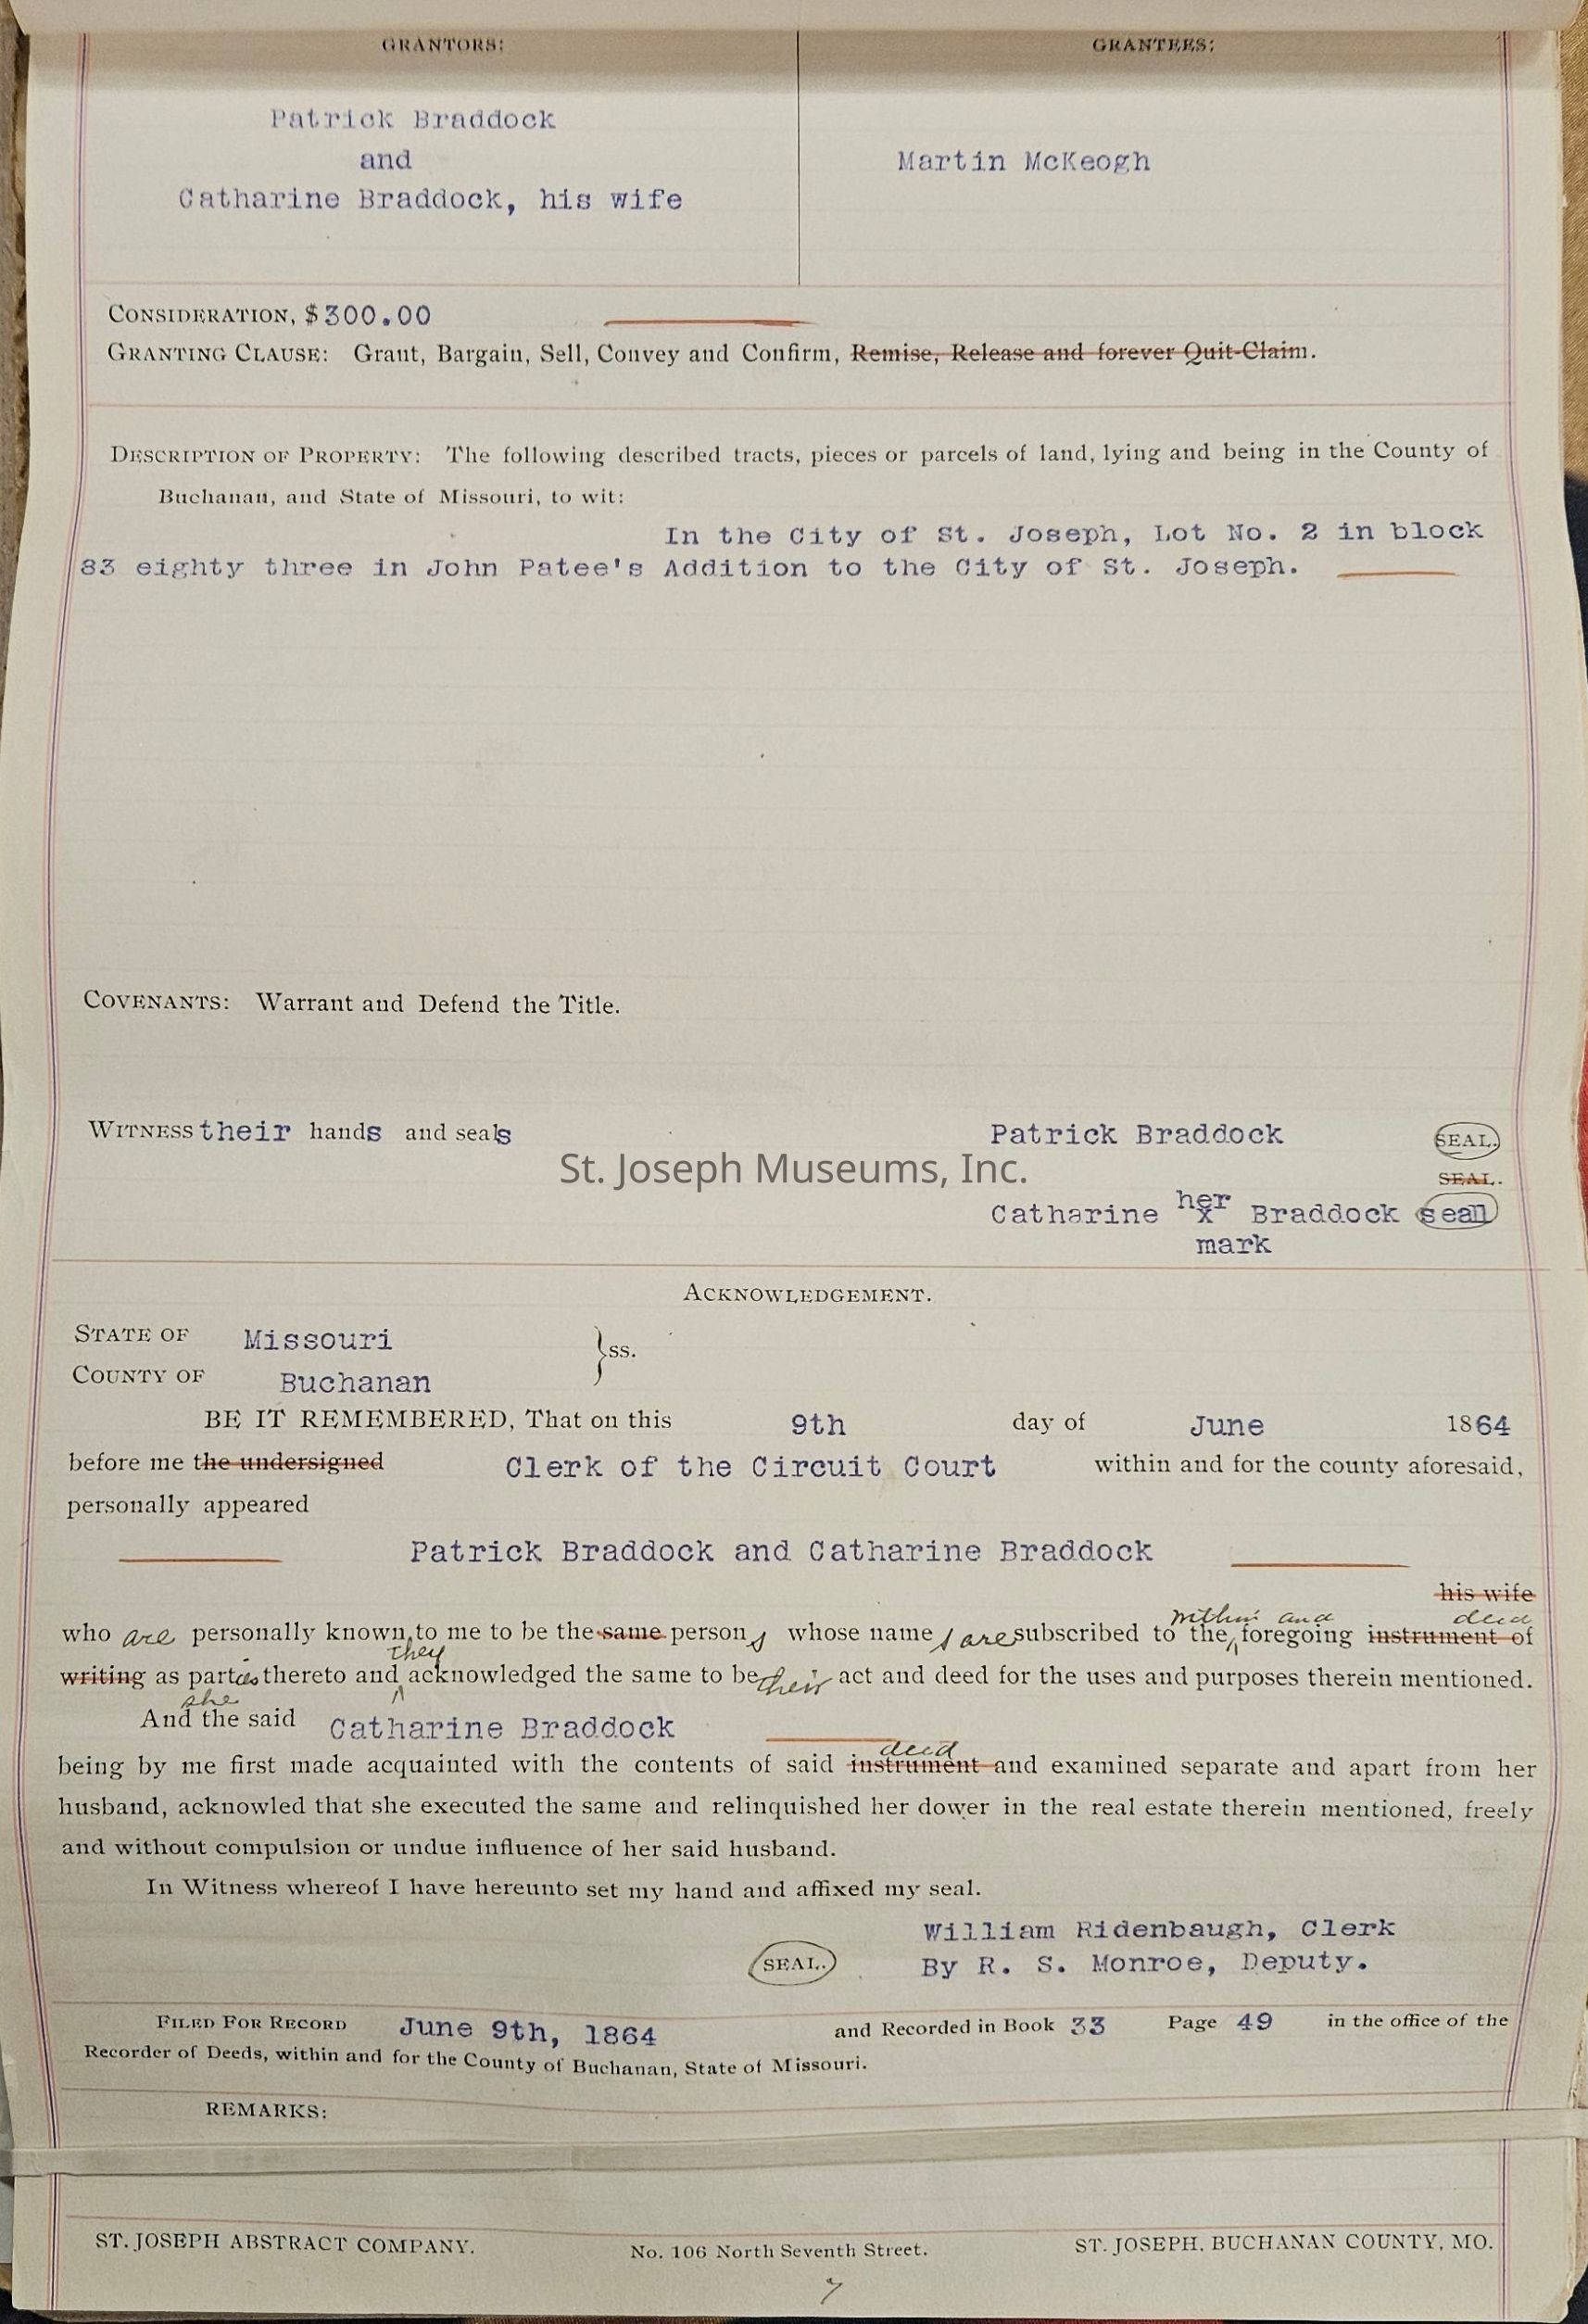 GRANTORS: GRANTEES:
Patrick Braddock
and Martin McKeogh
Catharine Braddock, his wife
CONSIDERATION, $300.00
GRANTING CLAUSE: Grant, Bargain, Sell, Convey and Confirm, Remise, Release and forever Quit-Claim.
DESCRIPTION OF PROPERTY: The following described tracts, pieces or parcels of land, lying and being in the County of
Buchanan, and State of Missouri, to wit:
In the City of St. Joseph, Lot No. 2 in block
83 eighty three in John Patee's Addition to the City of St. Joseph.
COVENANTS: Warrant and Defend the Title.
WITNESS their hands and seals Patrick Braddock SEAL.
St. Joseph Museums, Inc.
SEAL.
her
Catharine x Braddock seal
mark
ACKNOWLEDGEMENT.
STATE OF Missouri
ss.
COUNTY OF Buchanan
BE IT REMEMBERED, That on this 9th day of June 1864
before me the undersigned Clerk of the Circuit Court within and for the county aforesaid,
personally appeared
Patrick Braddock and Catharine Braddock
his wife
within and deed
who are personally known to me to be the same persons whose names are subscribed to the foregoing instrument of
they
writing as parties thereto and acknowledged the same to be their act and deed for the uses and purposes therein mentioned.
she
And the said Catharine Braddock
deed
being by me first made acquainted with the contents of said instrument and examined separate and apart from her
husband, acknowled that she executed the same and relinquished her dower in the real estate therein mentioned, freely
and without compulsion or undue influence of her said husband.
In Witness whereof I have hereunto set my hand and affixed my seal.
William Ridenbaugh, Clerk
SEAL. By R. S. Monroe, Deputy.
FILED FOR RECORD June 9th, 1864 and Recorded in Book 33 Page 49 in the office of the
Recorder of Deeds, within and for the County of Buchanan, State of Missouri.
REMARKS:
ST. JOSEPH ABSTRACT COMPANY. No. 106 North Seventh Street. ST. JOSEPH, BUCHANAN COUNTY, MO.
7